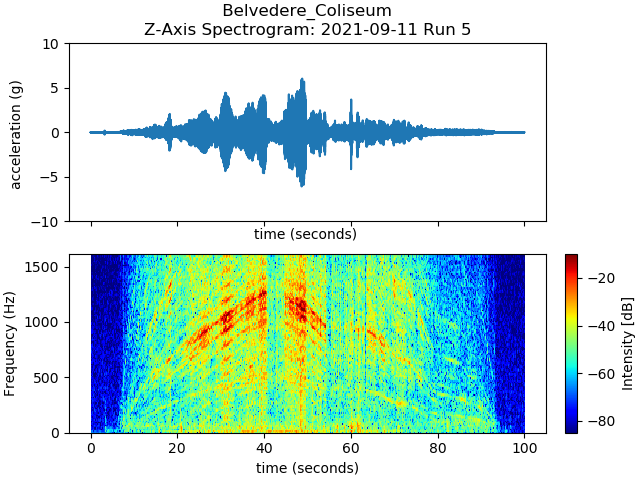 Belvedere_Coliseum
Z-Axis Spectrogram: 2021-09-11 Run 5
10
5
0
−5
−10
acceleration (g)
time (seconds)
1500
1000
500
0
Frequency (Hz)
0 20 40 60 80 100
time (seconds)
−20
−40
−60
−80
Intensity [dB]